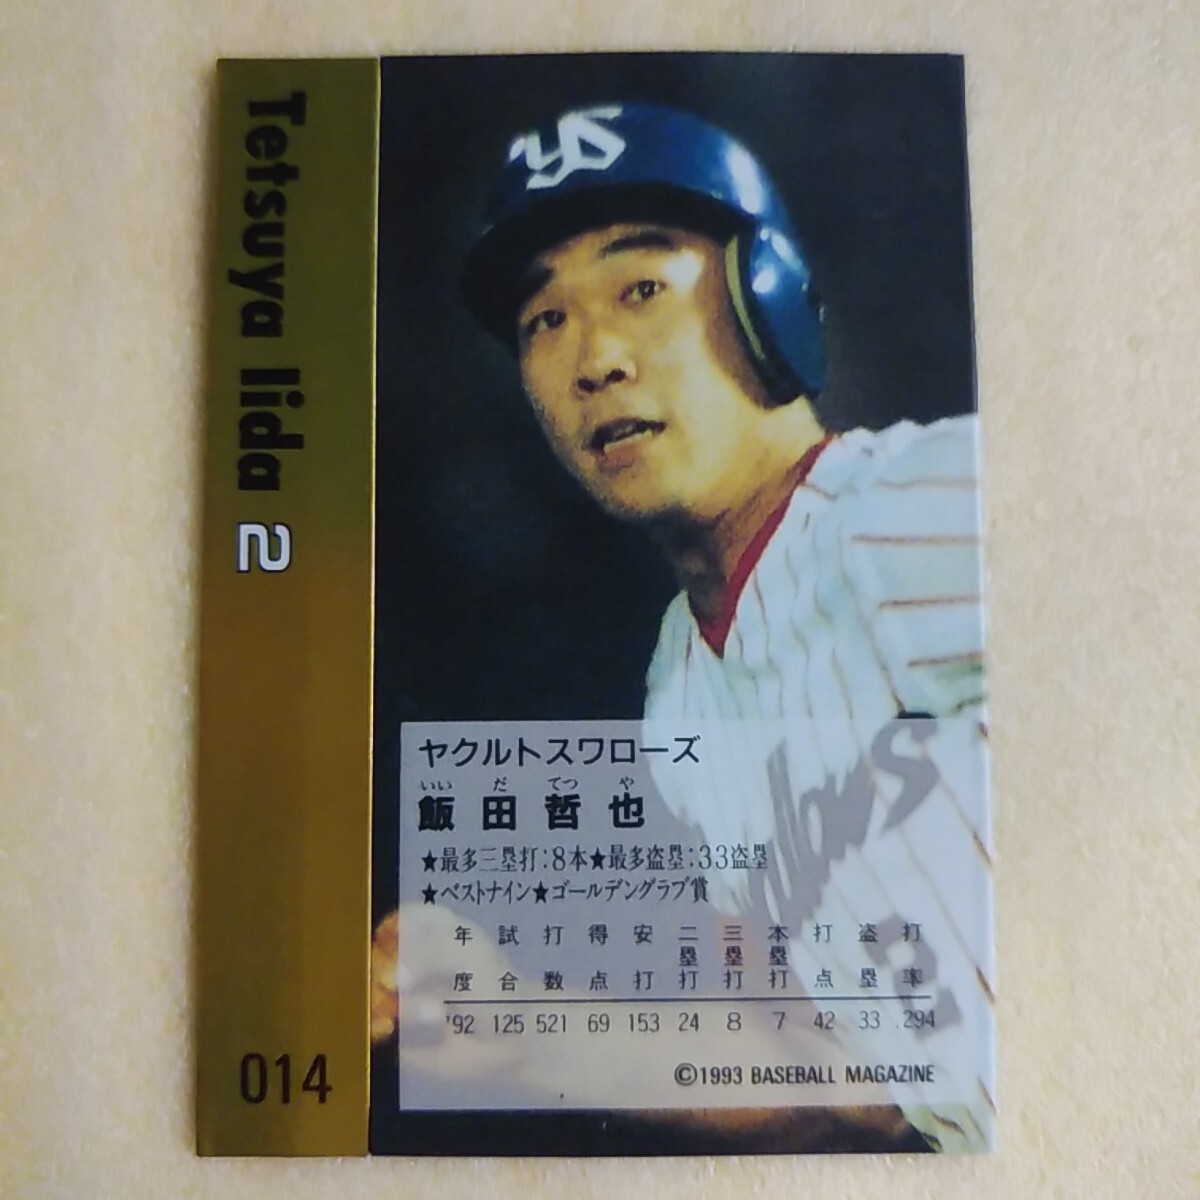 Tetsuya Iida 2
014
YS
ヤクルトスワローズ
いい だ てつ や
飯田哲也
★最多三塁打:8本★最多盗塁:33盗塁
★ベストナイン★ゴールデングラブ賞
年度 試合 打数 得点 安打 二塁打 三塁打 本塁打 打点 盗塁 打率
'92 125 521 69 153 24 8 7 42 33 .294
©1993 BASEBALL MAGAZINE